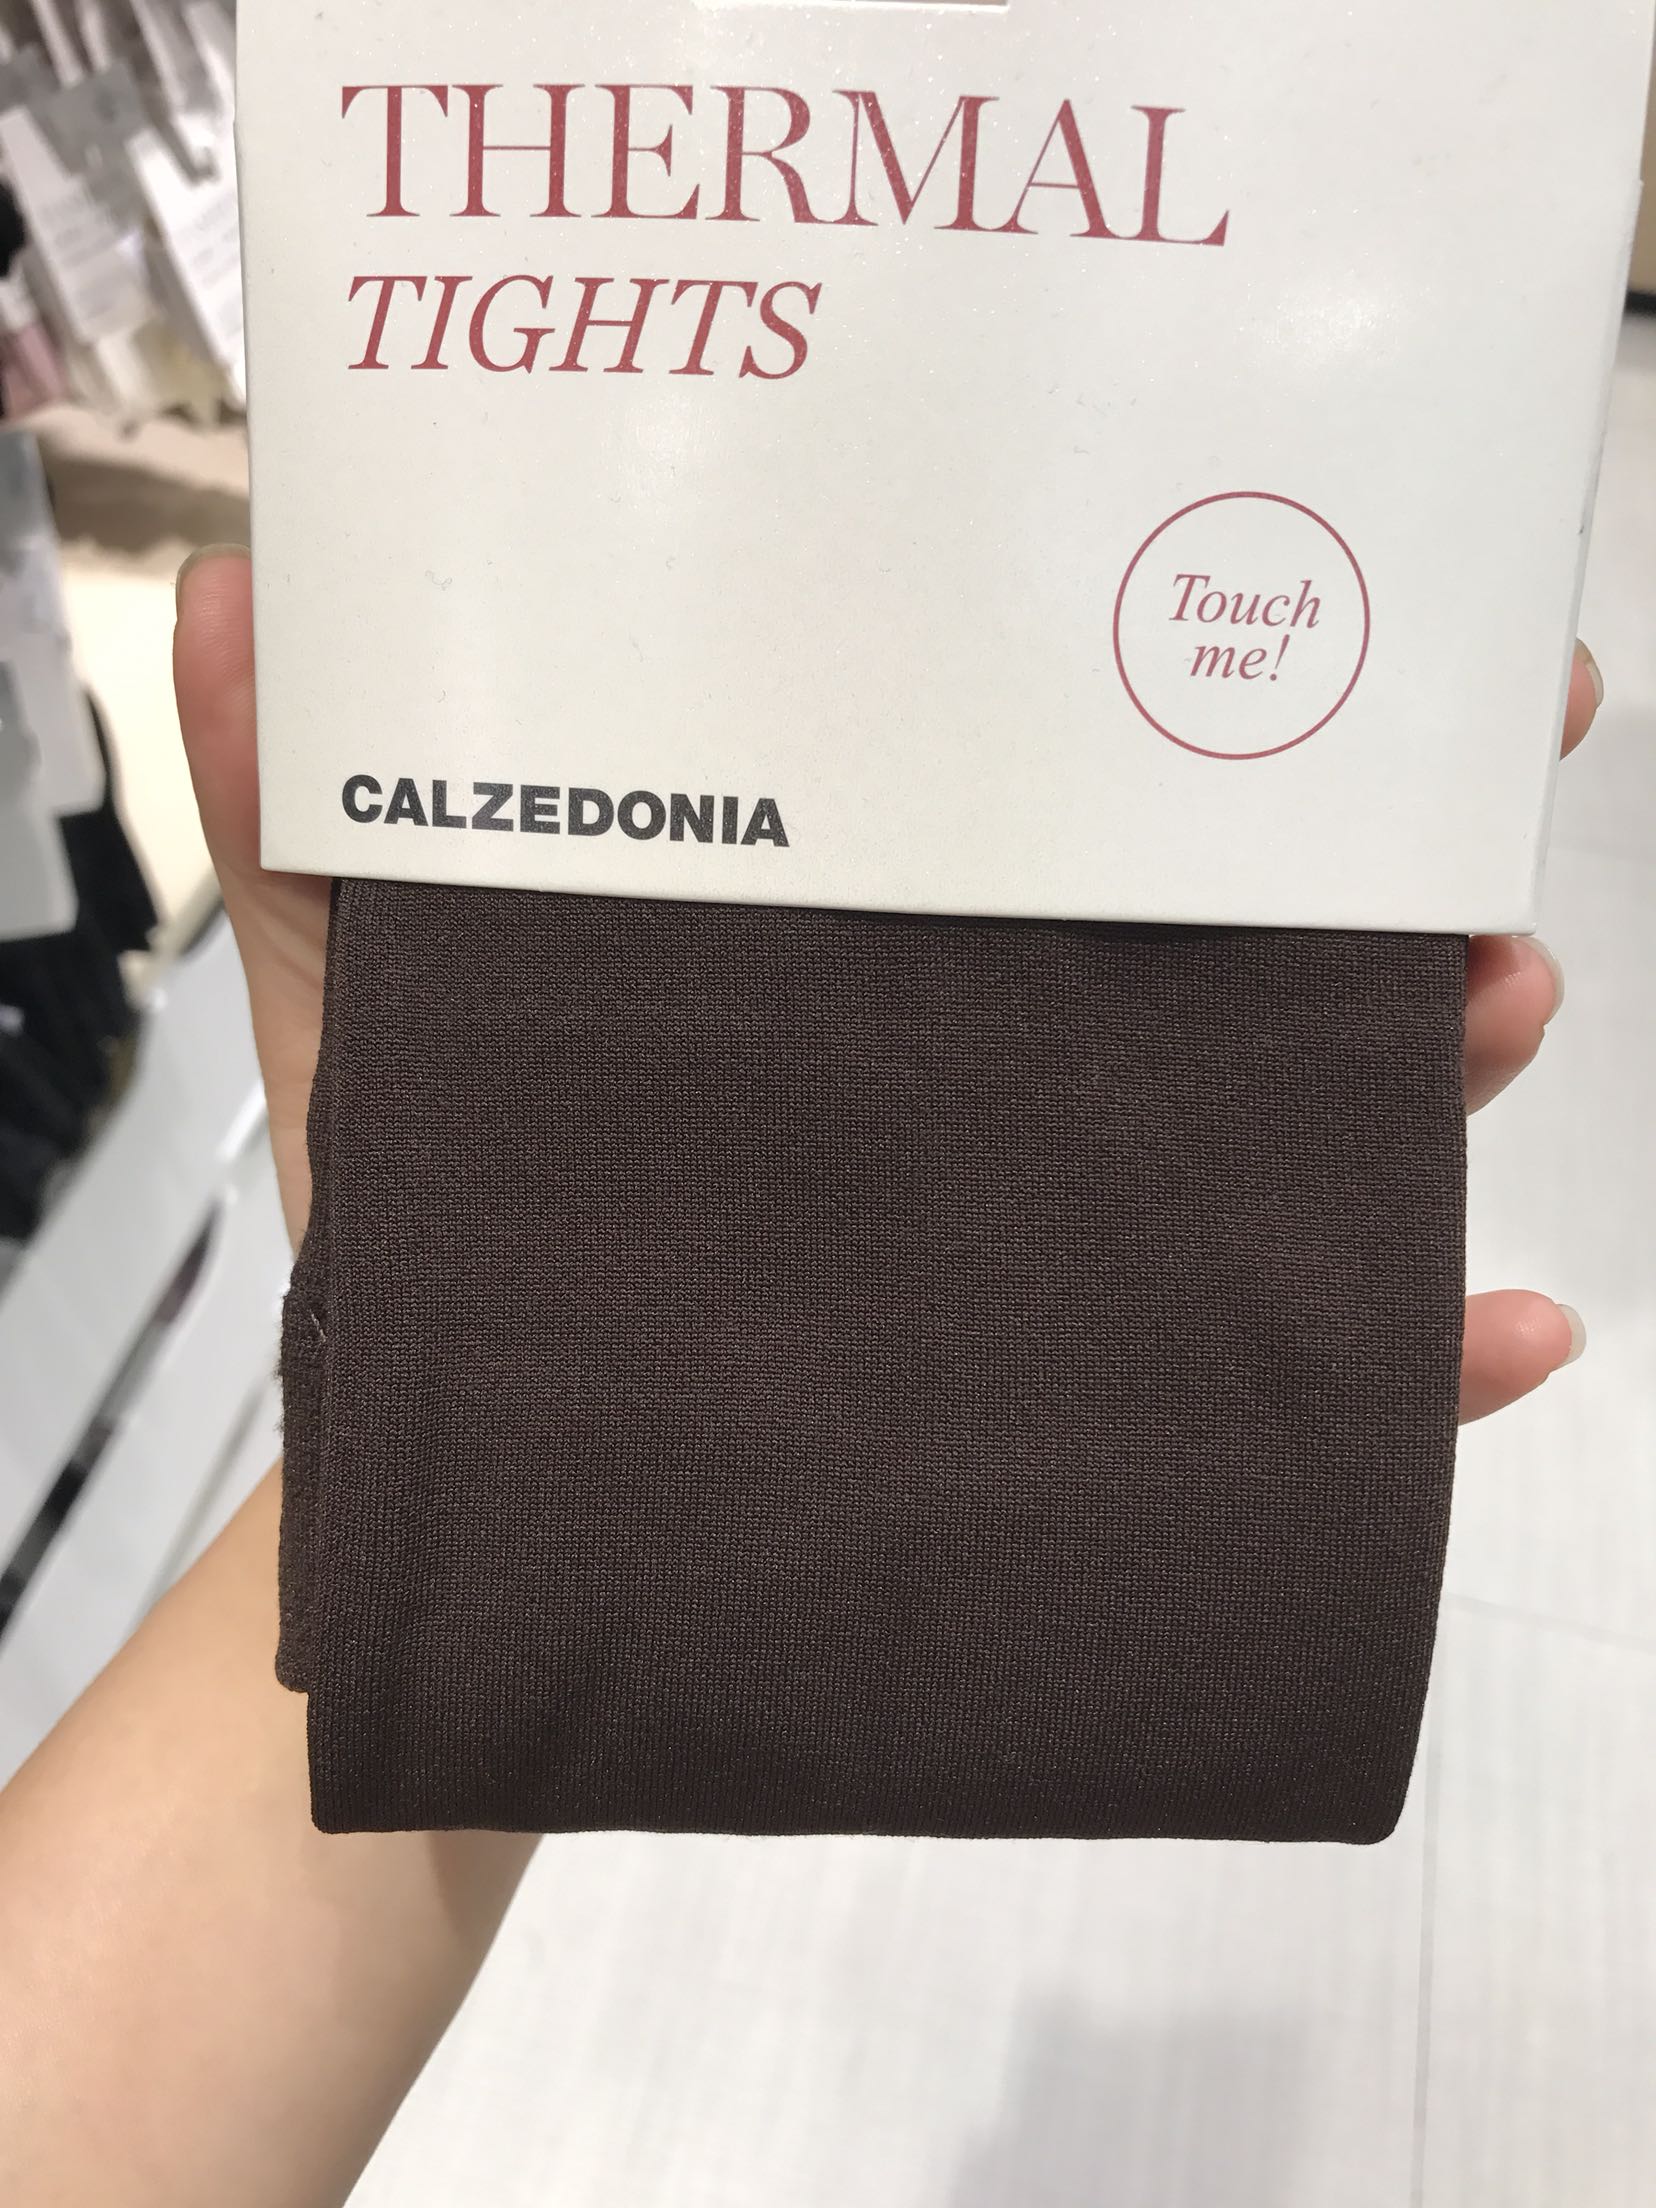 THERMAL
TIGHTS
Touch
me!
CALZEDONIA